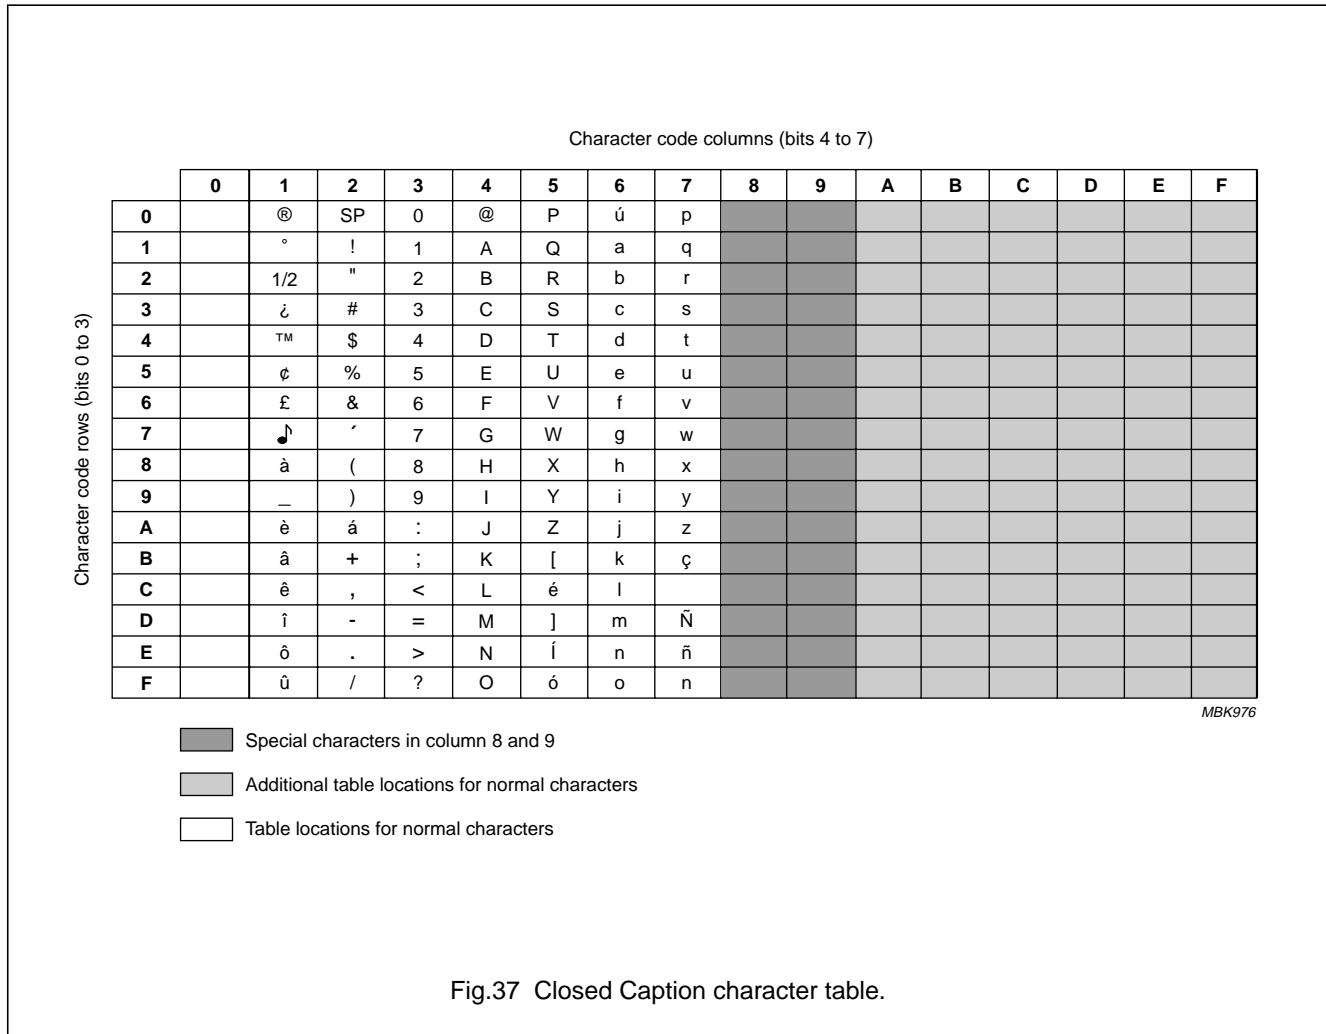 Character code columns (bits 4 to 7)
0 1 2 3 4 5 6 7 8 9 A B C D E F
Character code rows (bits 0 to 3)
0 ® SP 0 @ P ú p
1 ° ! 1 A Q a q
2 1/2 " 2 B R b r
3 ¿ # 3 C S c s
4 ™ $ 4 D T d t
5 ¢ % 5 E U e u
6 £ & 6 F V f v
7 ♪ ´ 7 G W g w
8 à ( 8 H X h x
9 _ ) 9 I Y i y
A è á : J Z j z
B â + ; K [ k ç
C ê , < L é l
D î - = M ] m Ñ
E ô . > N Í n ñ
F û / ? O ó o n
MBK976
Special characters in column 8 and 9
Additional table locations for normal characters
Table locations for normal characters
Fig.37 Closed Caption character table.